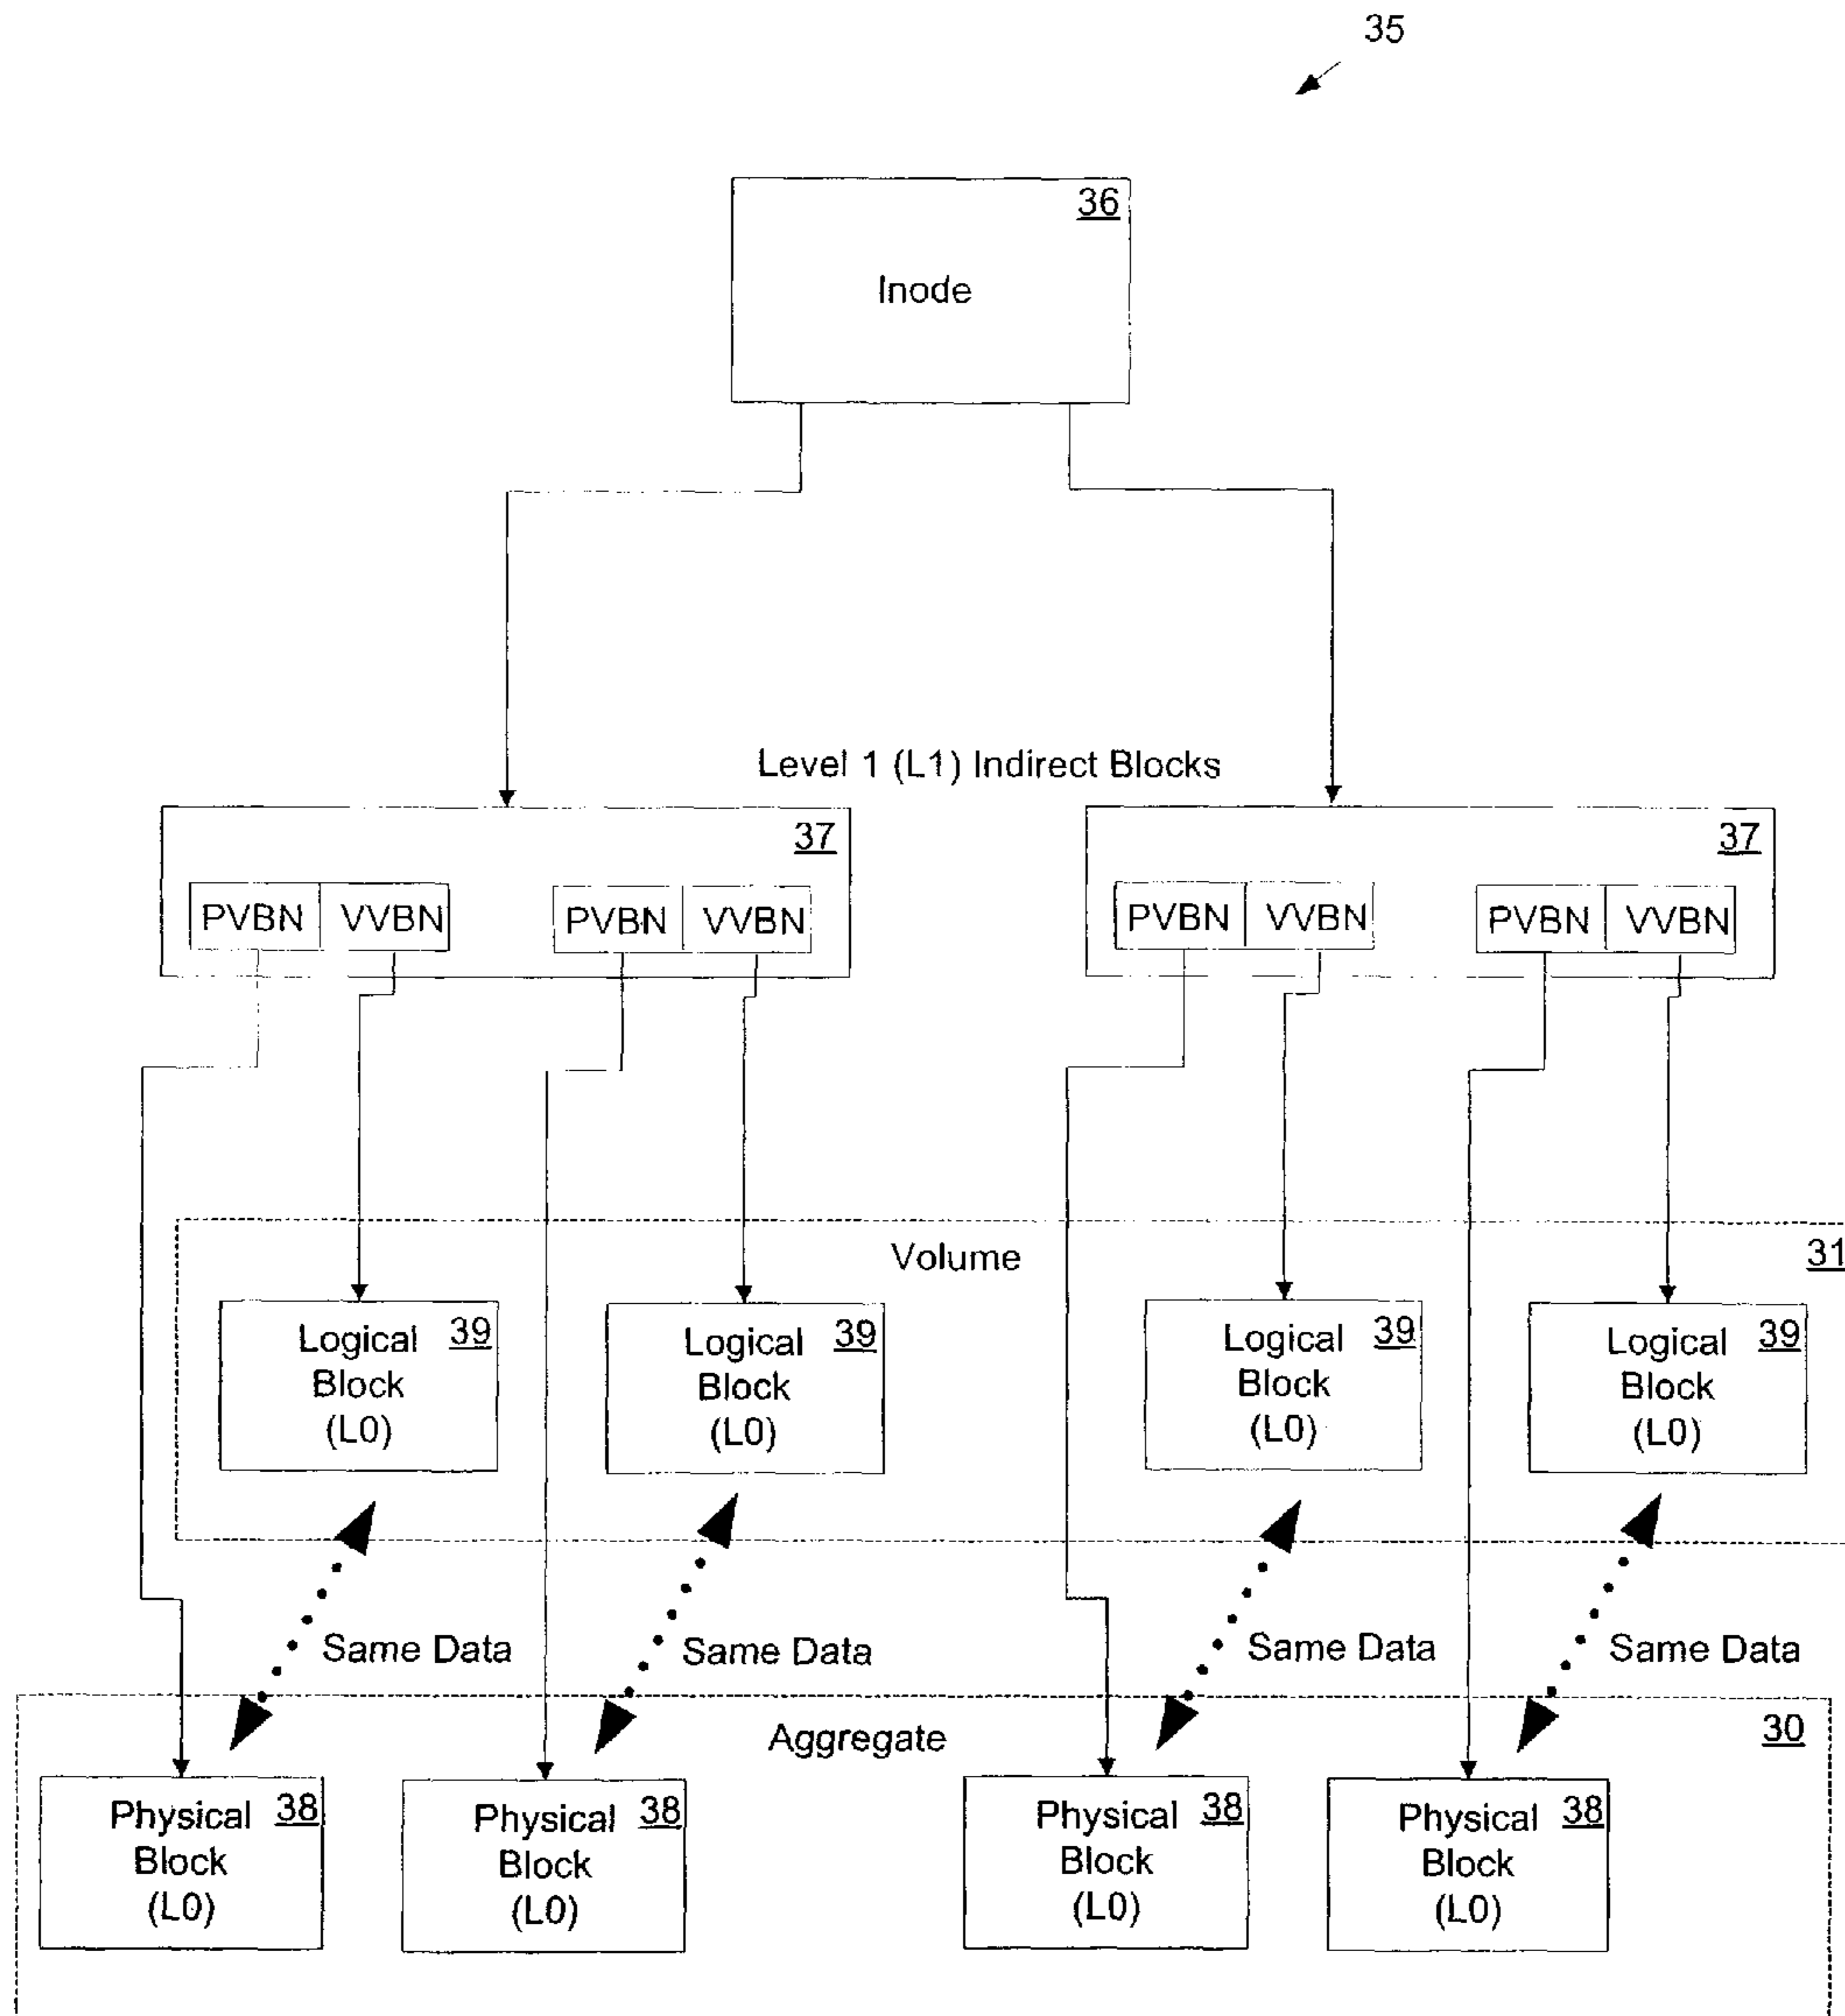 35
36
Inode
Level 1 (L1) Indirect Blocks
37
37
PVBN VVBN PVBN VVBN
PVBN VVBN PVBN VVBN
Volume
31
Logical
Block
(L0)
39
Logical
Block
(L0)
39
Logical
Block
(L0)
39
Logical
Block
(L0)
39
Same Data
Same Data
Same Data
Same Data
Aggregate
30
Physical
Block
(L0)
38
Physical
Block
(L0)
38
Physical
Block
(L0)
38
Physical
Block
(L0)
38